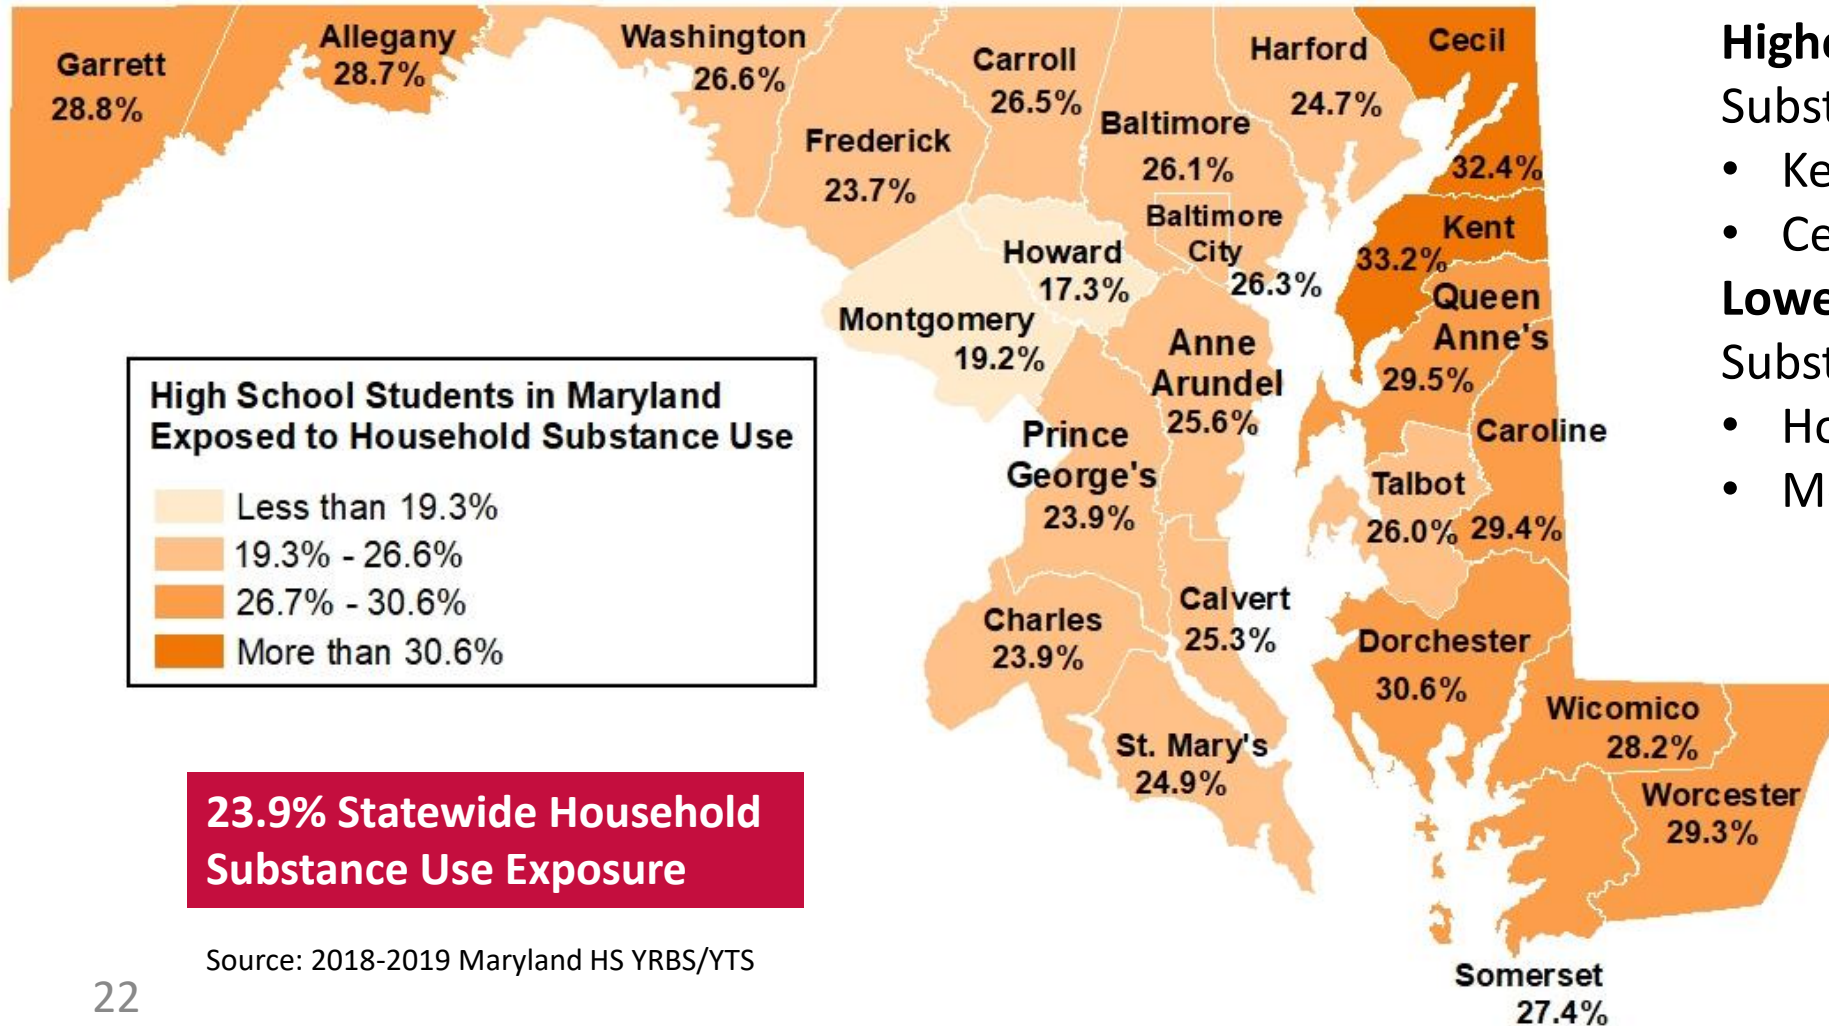 Garrett
28.8%
Allegany
28.7%
Washington
26.6%
Frederick
23.7%
Carroll
26.5%
Baltimore
26.1%
Baltimore
City
26.3%
Harford
24.7%
Cecil
32.4%
Kent
33.2%
Queen
Anne's
29.5%
Howard
17.3%
Montgomery
19.2%
Anne
Arundel
25.6%
Prince
George's
23.9%
Caroline
29.4%
Talbot
26.0%
Calvert
25.3%
Charles
23.9%
St. Mary's
24.9%
Dorchester
30.6%
Wicomico
28.2%
Worcester
29.3%
Somerset
27.4%
High School Students in Maryland
Exposed to Household Substance Use
Less than 19.3%
19.3% - 26.6%
26.7% - 30.6%
More than 30.6%
23.9% Statewide Household
Substance Use Exposure
Source: 2018-2019 Maryland HS YRBS/YTS
22